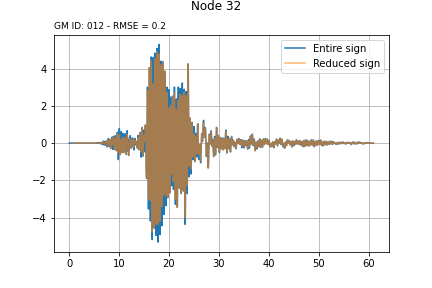 Node 32
GM ID: 012 - RMSE = 0.2
Entire sign
Reduced sign
4
2
0
−2
−4
0 10 20 30 40 50 60